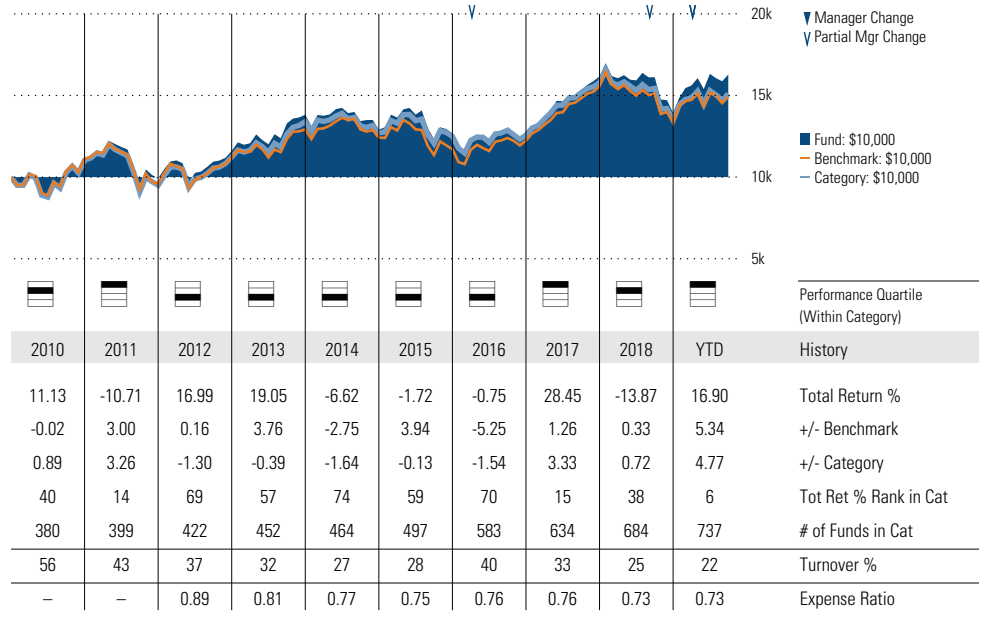 20k
Manager Change
Partial Mgr Change
15k
Fund: $10,000
Benchmark: $10,000
Category: $10,000
10k
5k
Performance Quartile
(Within Category)
2010 2011 2012 2013 2014 2015 2016 2017 2018 YTD History
11.13 -10.71 16.99 19.05 -6.62 -1.72 -0.75 28.45 -13.87 16.90 Total Return %
-0.02 3.00 0.16 3.76 -2.75 3.94 -5.25 1.26 0.33 5.34 +/- Benchmark
0.89 3.26 -1.30 -0.39 -1.64 -0.13 -1.54 3.33 0.72 4.77 +/- Category
40 14 69 57 74 59 70 15 38 6 Tot Ret % Rank in Cat
380 399 422 452 464 497 583 634 684 737 # of Funds in Cat
56 43 37 32 27 28 40 33 25 22 Turnover %
– – 0.89 0.81 0.77 0.75 0.76 0.76 0.73 0.73 Expense Ratio